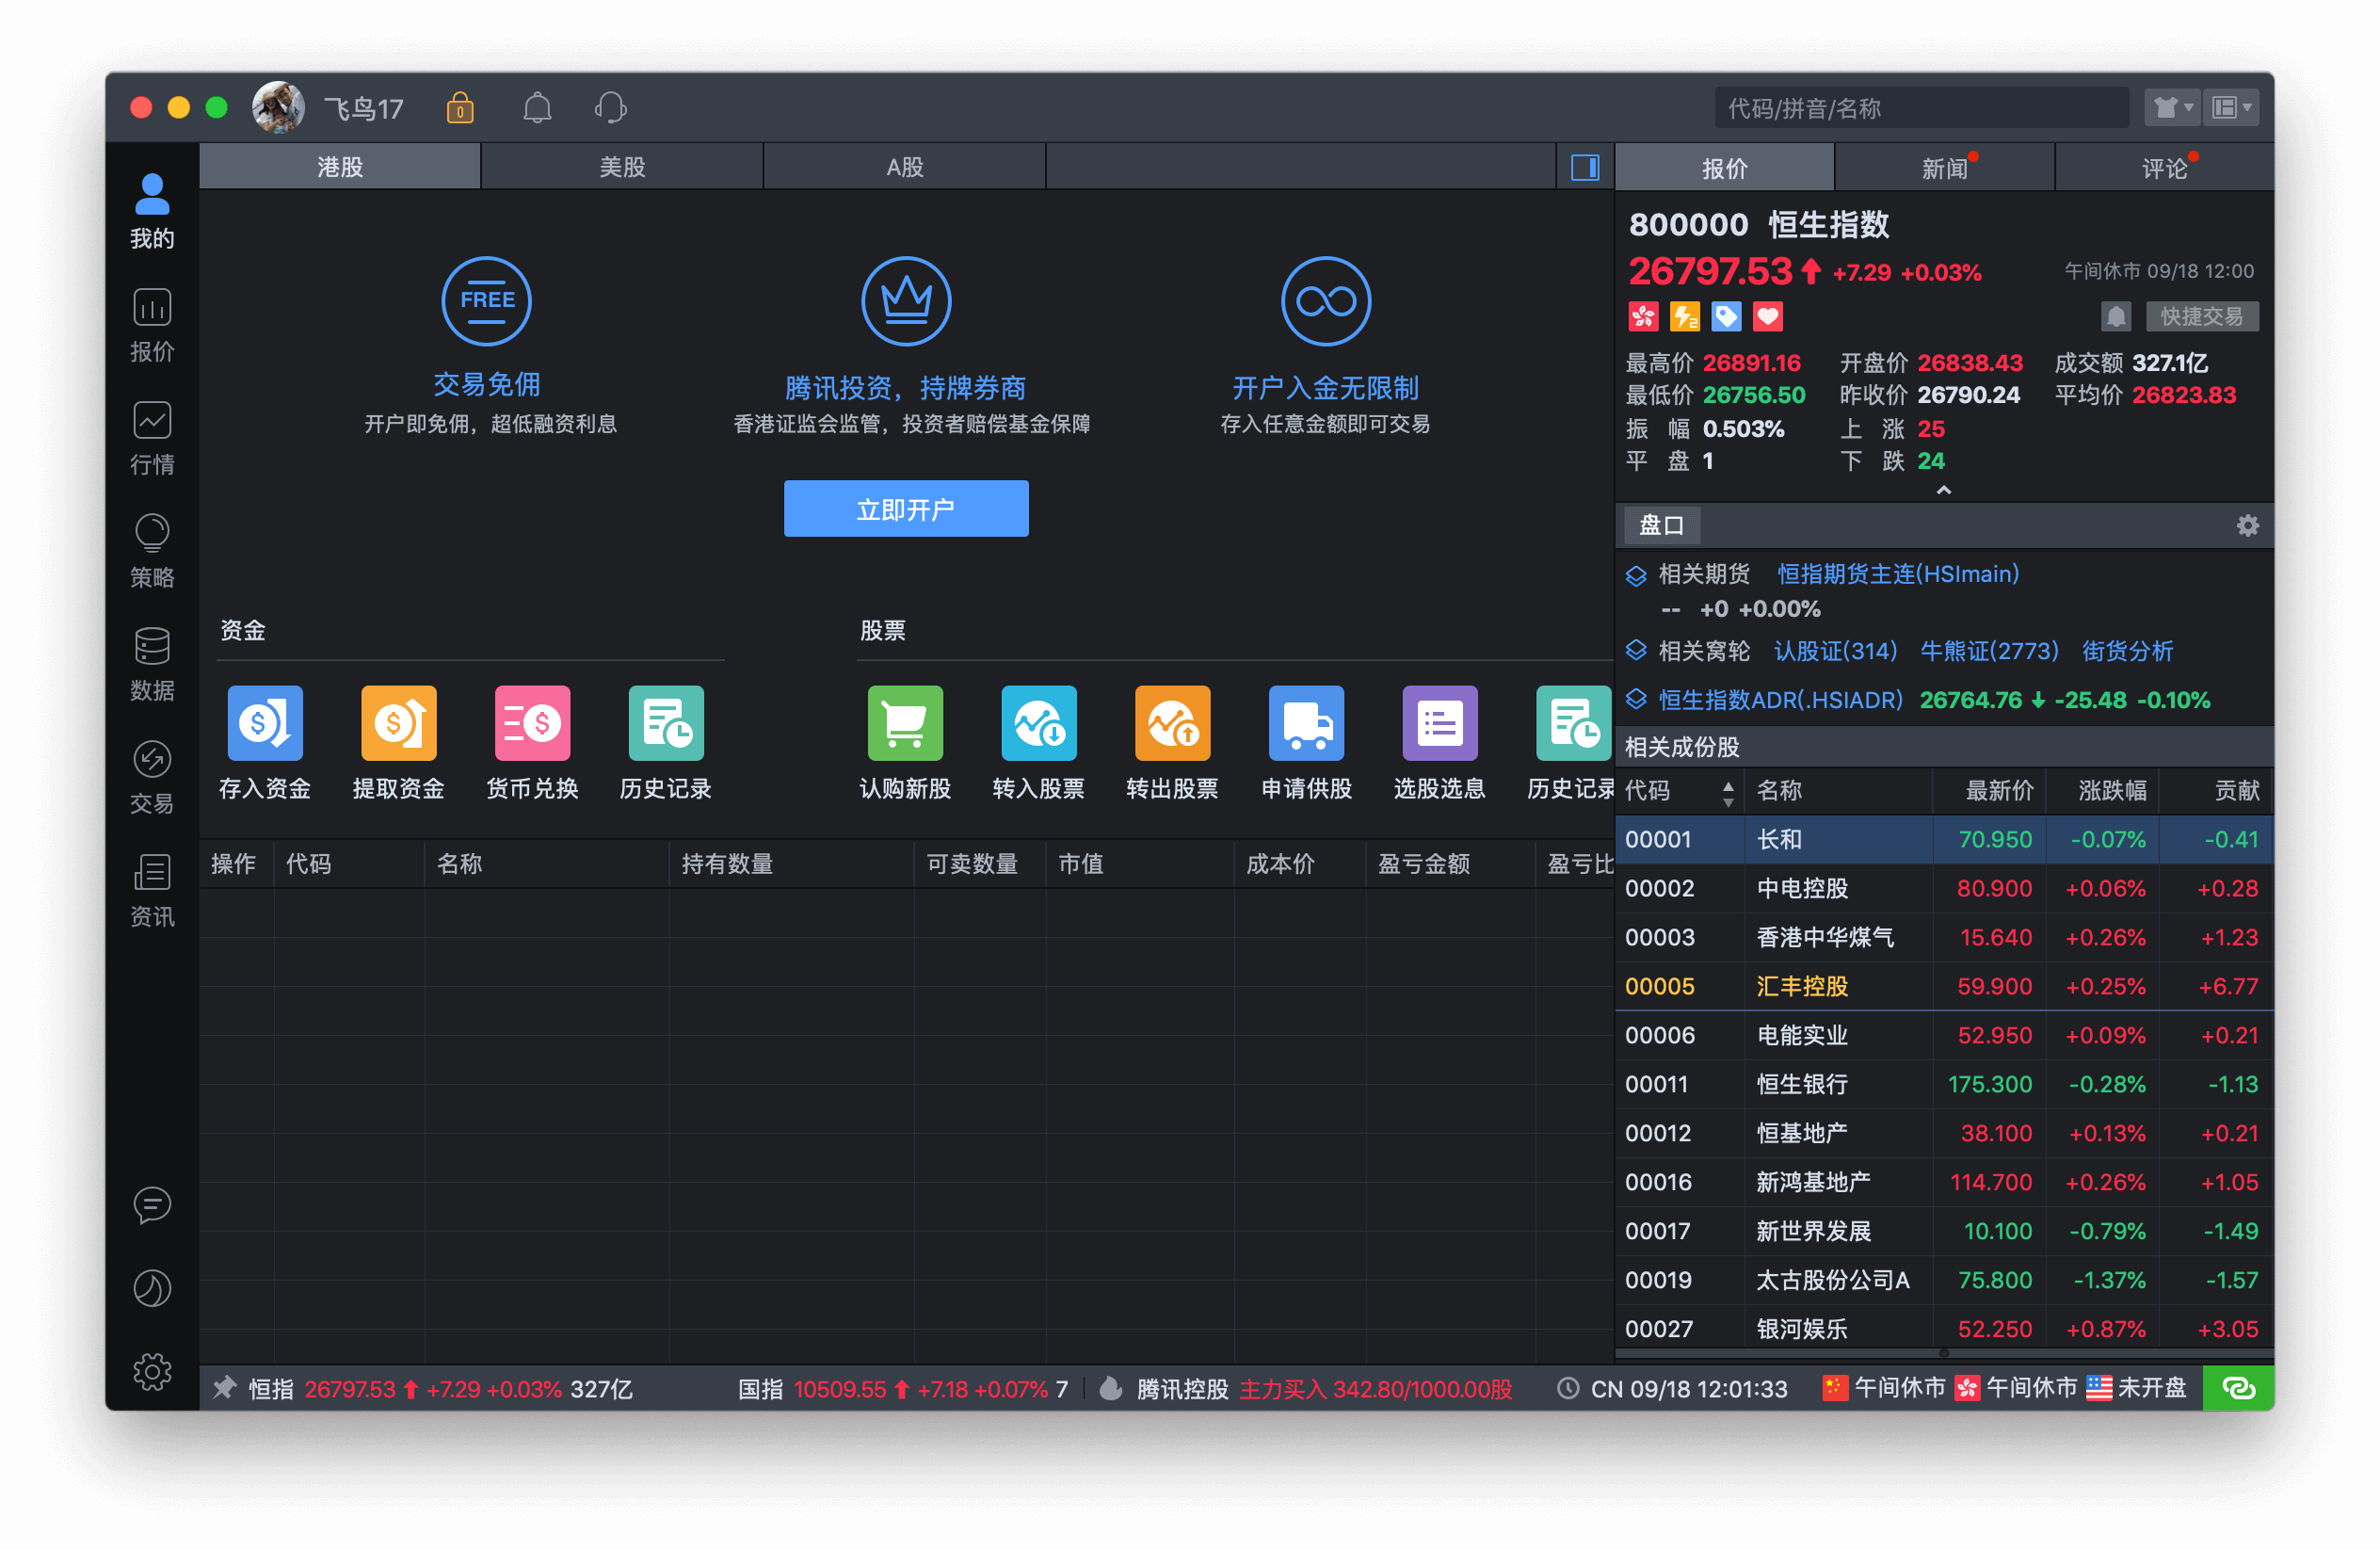 飞鸟17
代码/拼音/名称
我的
报价
行情
策略
数据
交易
资讯
港股 美股 A股
FREE
交易免佣
开户即免佣，超低融资利息
腾讯投资，持牌券商
香港证监会监管，投资者赔偿基金保障
开户入金无限制
存入任意金额即可交易
立即开户
资金
存入资金 提取资金 货币兑换 历史记录
股票
认购新股 转入股票 转出股票 申请供股 选股选息 历史记录
操作 代码 名称 持有数量 可卖数量 市值 成本价 盈亏金额 盈亏比
报价 新闻 评论
800000 恒生指数
26797.53 +7.29 +0.03% 午间休市 09/18 12:00
快捷交易
最高价 26891.16 开盘价 26838.43 成交额 327.1亿
最低价 26756.50 昨收价 26790.24 平均价 26823.83
振幅 0.503% 上涨 25
平盘 1 下跌 24
盘口
相关期货 恒指期货主连(HSImain)
-- +0 +0.00%
相关窝轮 认股证(314) 牛熊证(2773) 街货分析
恒生指数ADR(.HSIADR) 26764.76 -25.48 -0.10%
相关成份股
代码 名称 最新价 涨跌幅 贡献
00001 长和 70.950 -0.07% -0.41
00002 中电控股 80.900 +0.06% +0.28
00003 香港中华煤气 15.640 +0.26% +1.23
00005 汇丰控股 59.900 +0.25% +6.77
00006 电能实业 52.950 +0.09% +0.21
00011 恒生银行 175.300 -0.28% -1.13
00012 恒基地产 38.100 +0.13% +0.21
00016 新鸿基地产 114.700 +0.26% +1.05
00017 新世界发展 10.100 -0.79% -1.49
00019 太古股份公司A 75.800 -1.37% -1.57
00027 银河娱乐 52.250 +0.87% +3.05
恒指 26797.53 +7.29 +0.03% 327亿 国指 10509.55 +7.18 +0.07% 7 腾讯控股 主力买入 342.80/1000.00股 CN 09/18 12:01:33 午间休市 午间休市 未开盘